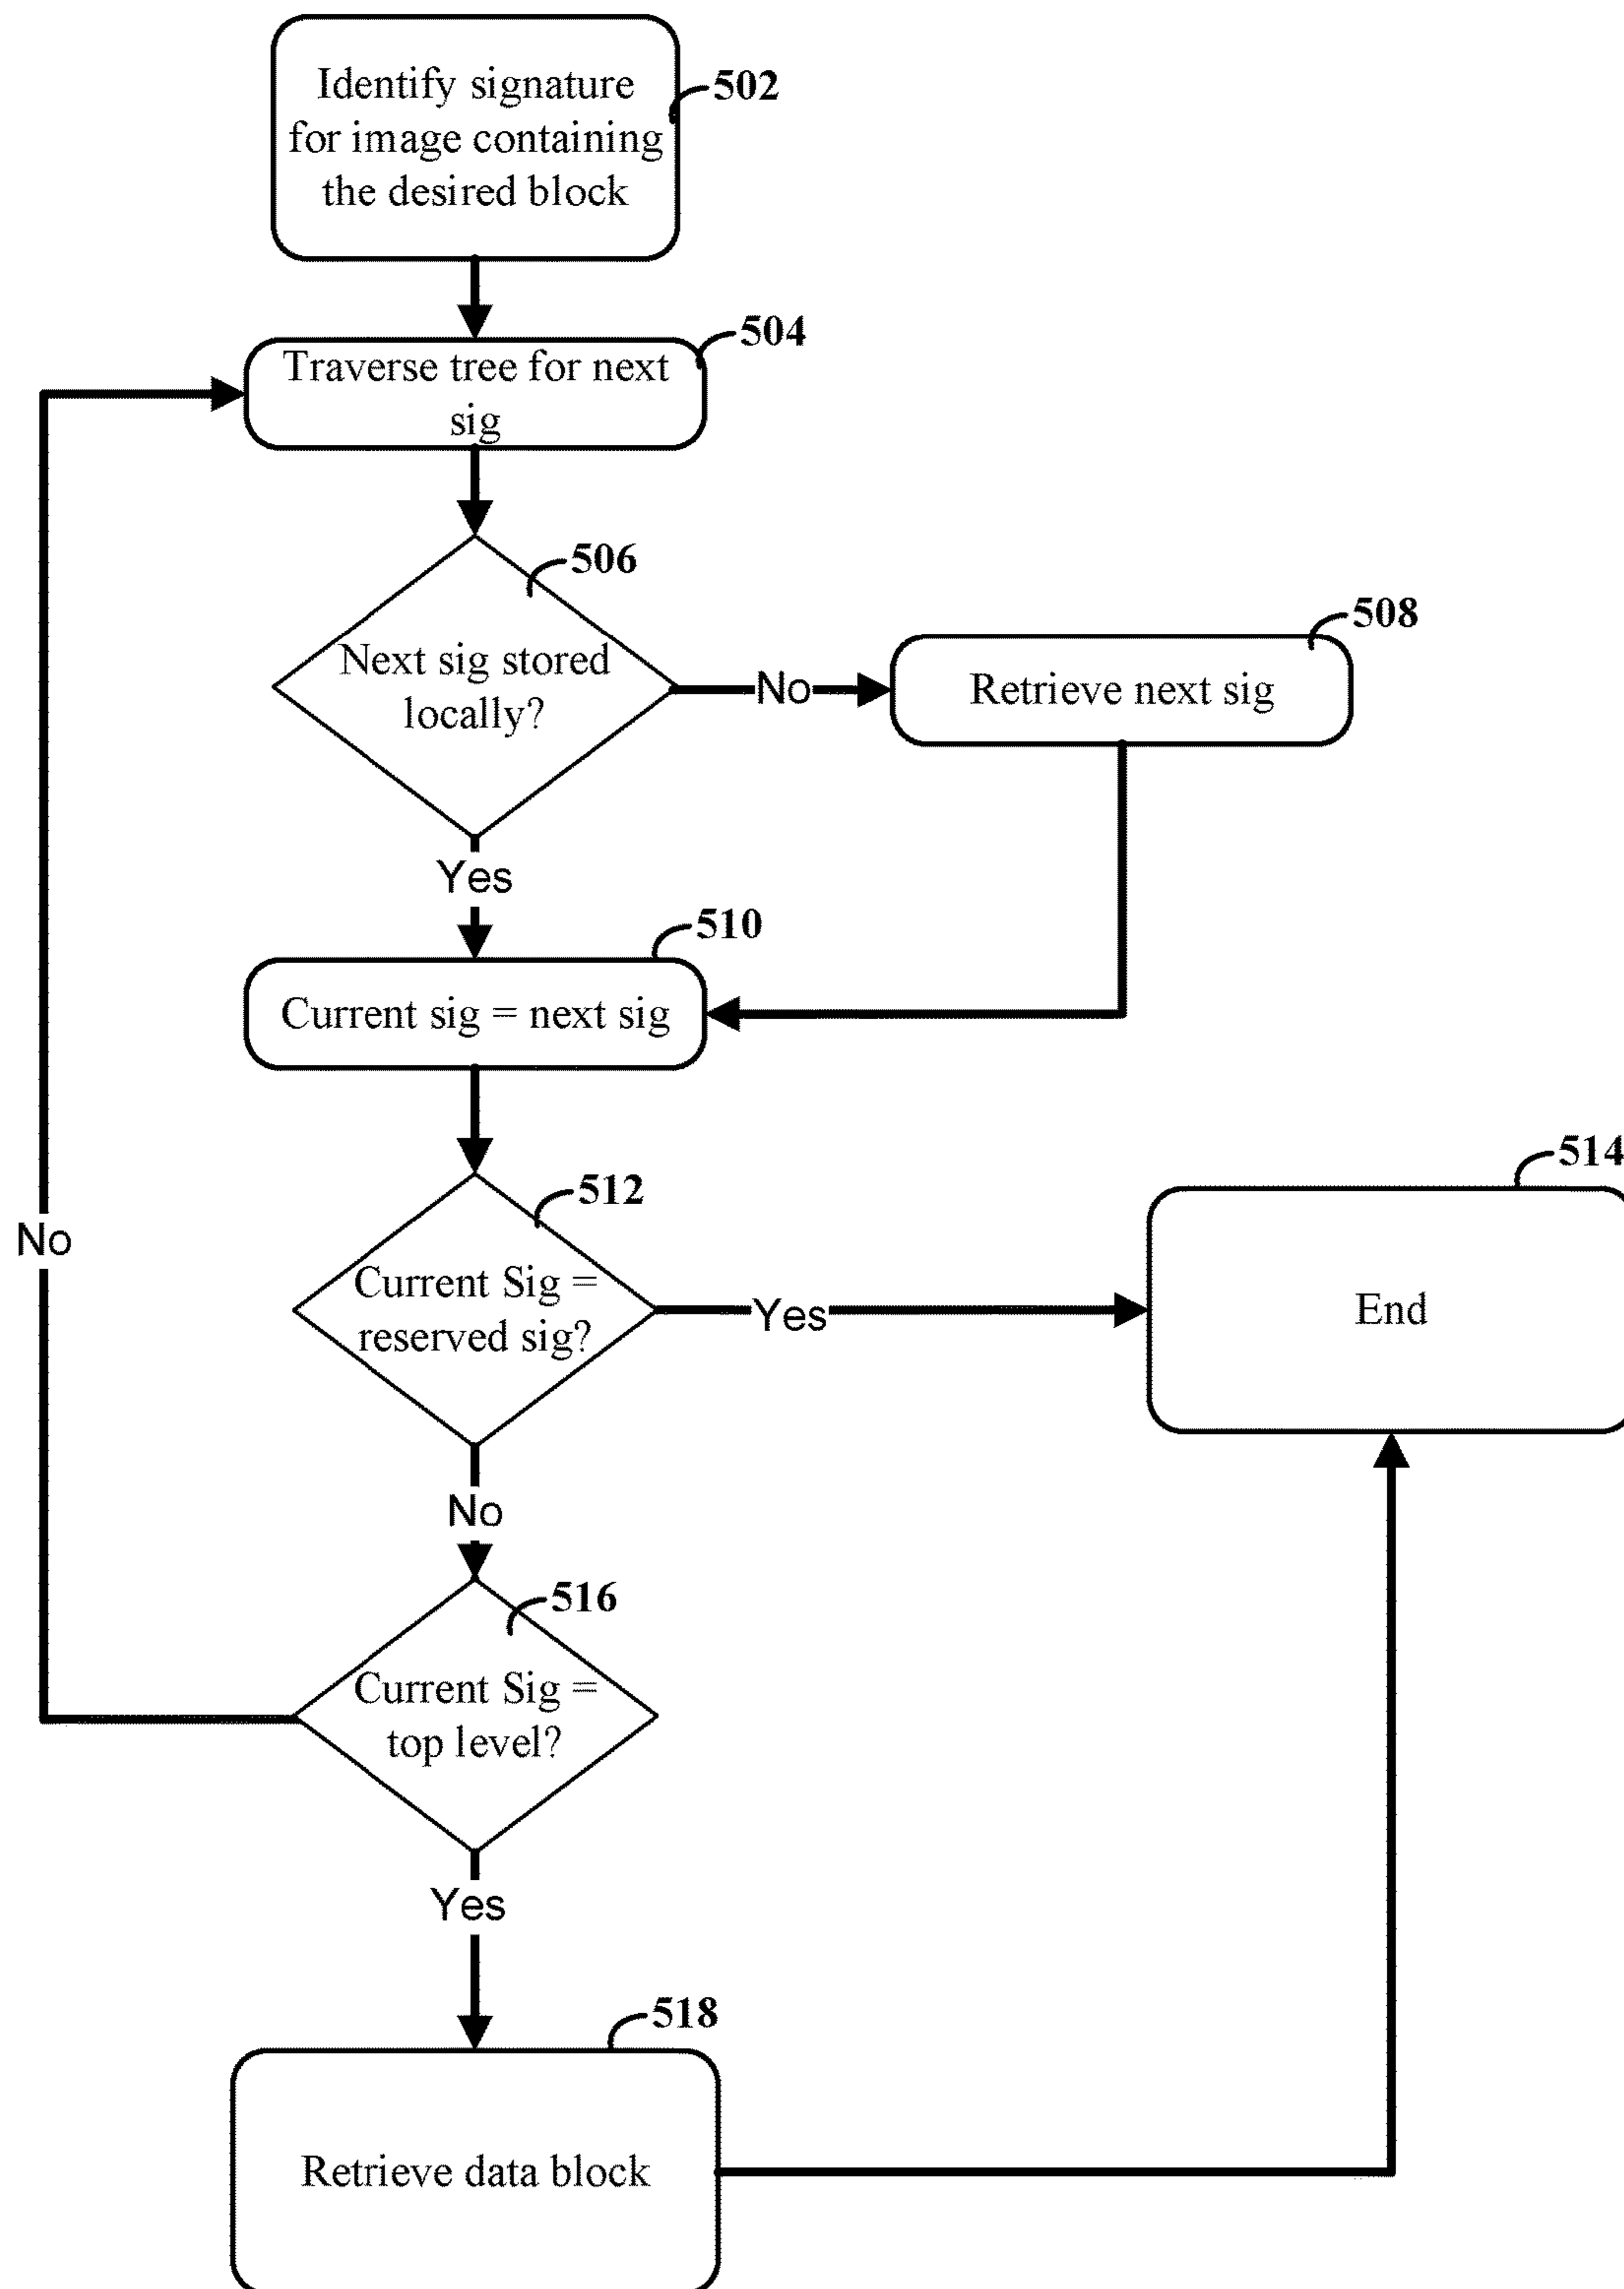 Identify signature
for image containing
the desired block
502
Traverse tree for next
sig
504
Next sig stored
locally?
506
No
Retrieve next sig
508
Yes
Current sig = next sig
510
Current Sig =
reserved sig?
512
Yes
End
514
No
No
Current Sig =
top level?
516
Yes
Retrieve data block
518